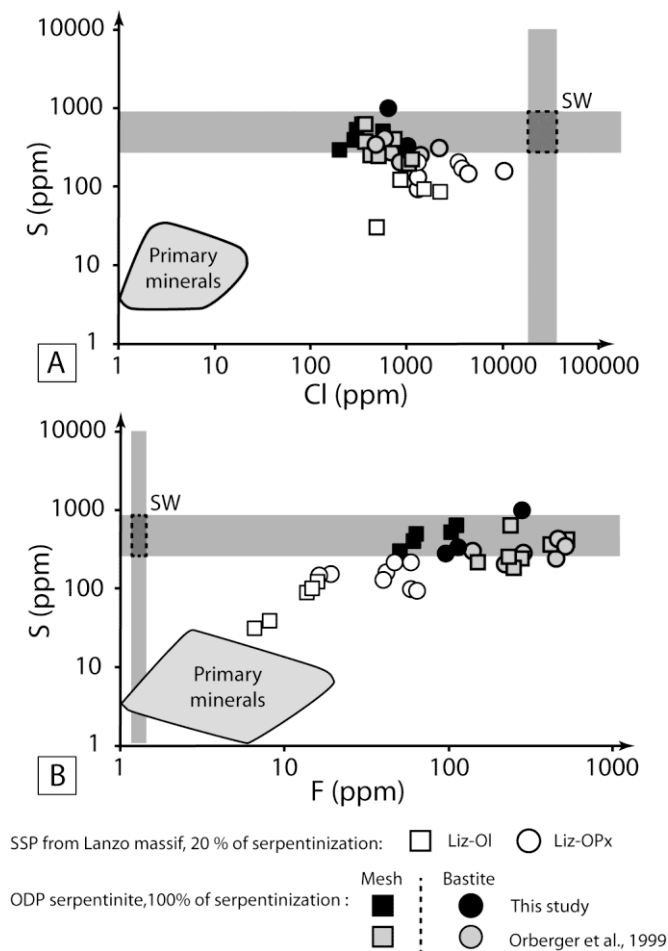 A
S (ppm)
10000
1000
100
10
1
SW
Primary
minerals
1
10
100
1000
10000
100000
Cl (ppm)
B
S (ppm)
10000
1000
100
10
1
SW
Primary
minerals
1
10
100
1000
F (ppm)
SSP from Lanzo massif, 20 % of serpentinization: Liz-Ol Liz-OPx
Mesh Bastite
ODP serpentinite,100% of serpentinization : This study
Orberger et al., 1999